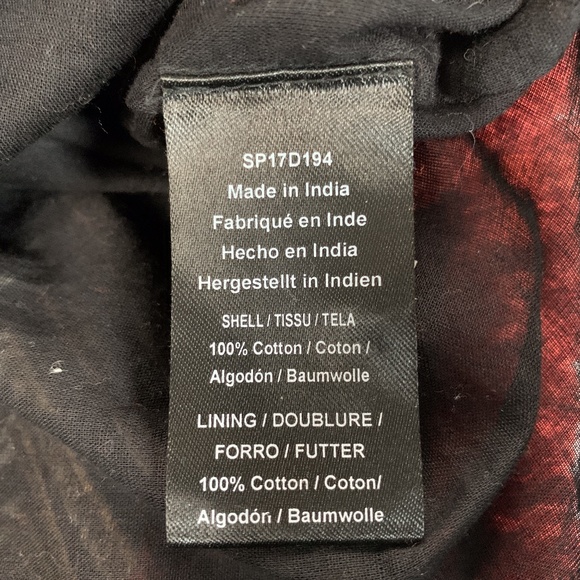 SP17D194
Made in India
Fabriqué en Inde
Hecho en India
Hergestellt in Indien
SHELL / TISSU / TELA
100% Cotton / Coton /
Algodón / Baumwolle
LINING / DOUBLURE /
FORRO / FUTTER
100% Cotton / Coton/
Algodón / Baumwolle